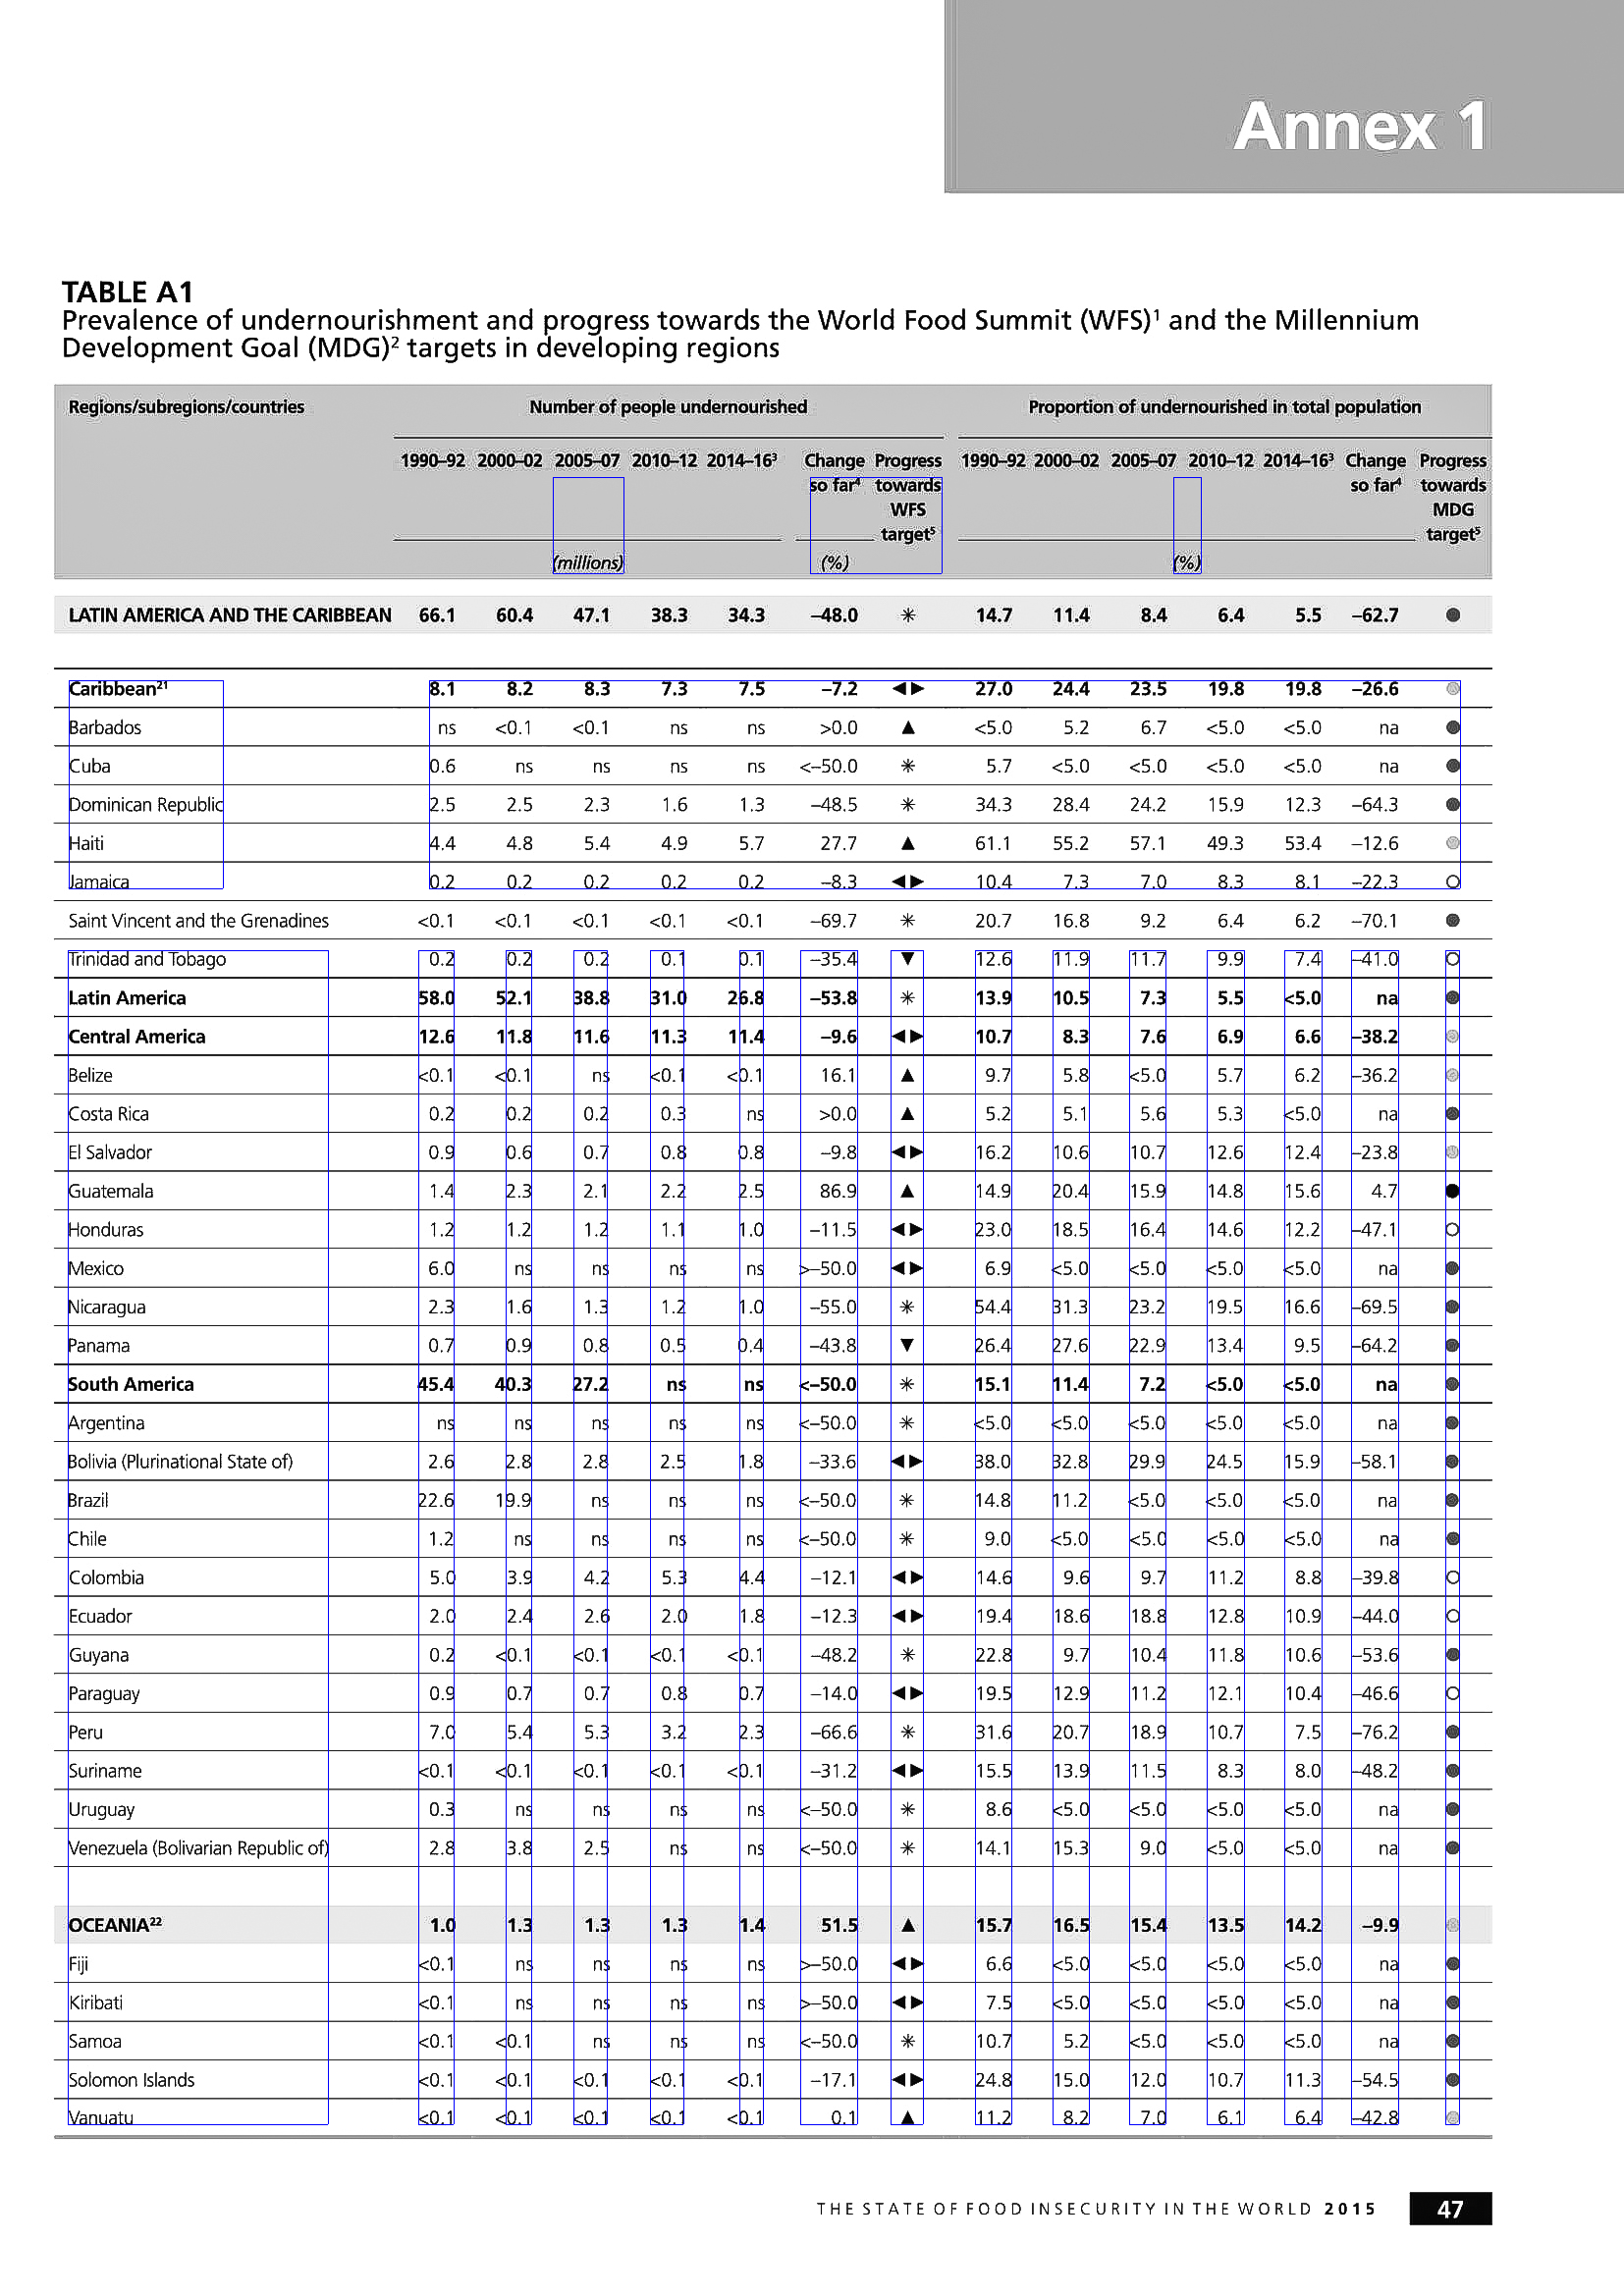 Annex 1
TABLE A1
Prevalence of undernourishment and progress towards the World Food Summit (WFS)¹ and the Millennium
Development Goal (MDG)² targets in developing regions
Regions/subregions/countries Number of people undernourished Proportion of undernourished in total population
1990–92 2000–02 2005–07 2010–12 2014–16³ Change so far⁴ Progress towards WFS target⁵ 1990–92 2000–02 2005–07 2010–12 2014–16³ Change so far⁴ Progress towards MDG target⁵
(millions) (%) (%)
LATIN AMERICA AND THE CARIBBEAN 66.1 60.4 47.1 38.3 34.3 –48.0 ✳ 14.7 11.4 8.4 6.4 5.5 –62.7 ●
Caribbean²¹ 8.1 8.2 8.3 7.3 7.5 –7.2 ◄► 27.0 24.4 23.5 19.8 19.8 –26.6 ●
Barbados ns <0.1 <0.1 ns ns >0.0 ▲ <5.0 5.2 6.7 <5.0 <5.0 na ●
Cuba 0.6 ns ns ns ns <–50.0 ✳ 5.7 <5.0 <5.0 <5.0 <5.0 na ●
Dominican Republic 2.5 2.5 2.3 1.6 1.3 –48.5 ✳ 34.3 28.4 24.2 15.9 12.3 –64.3 ●
Haiti 4.4 4.8 5.4 4.9 5.7 27.7 ▲ 61.1 55.2 57.1 49.3 53.4 –12.6 ●
Jamaica 0.2 0.2 0.2 0.2 0.2 –8.3 ◄► 10.4 7.3 7.0 8.3 8.1 –22.3 ○
Saint Vincent and the Grenadines <0.1 <0.1 <0.1 <0.1 <0.1 –69.7 ✳ 20.7 16.8 9.2 6.4 6.2 –70.1 ●
Trinidad and Tobago 0.2 0.2 0.2 0.1 0.1 –35.4 ▼ 12.6 11.9 11.7 9.9 7.4 –41.0 ○
Latin America 58.0 52.1 38.8 31.0 26.8 –53.8 ✳ 13.9 10.5 7.3 5.5 <5.0 na ●
Central America 12.6 11.8 11.6 11.3 11.4 –9.6 ◄► 10.7 8.3 7.6 6.9 6.6 –38.2 ●
Belize <0.1 <0.1 ns <0.1 <0.1 16.1 ▲ 9.7 5.8 <5.0 5.7 6.2 –36.2 ●
Costa Rica 0.2 0.2 0.2 0.3 ns >0.0 ▲ 5.2 5.1 5.6 5.3 <5.0 na ●
El Salvador 0.9 0.6 0.7 0.8 0.8 –9.8 ◄► 16.2 10.6 10.7 12.6 12.4 –23.8 ●
Guatemala 1.4 2.3 2.1 2.2 2.5 86.9 ▲ 14.9 20.4 15.9 14.8 15.6 4.7 ●
Honduras 1.2 1.2 1.2 1.1 1.0 –11.5 ◄► 23.0 18.5 16.4 14.6 12.2 –47.1 ○
Mexico 6.0 ns ns ns ns >–50.0 ◄► 6.9 <5.0 <5.0 <5.0 <5.0 na ●
Nicaragua 2.3 1.6 1.3 1.2 1.0 –55.0 ✳ 54.4 31.3 23.2 19.5 16.6 –69.5 ●
Panama 0.7 0.9 0.8 0.5 0.4 –43.8 ▼ 26.4 27.6 22.9 13.4 9.5 –64.2 ●
South America 45.4 40.3 27.2 ns ns <–50.0 ✳ 15.1 11.4 7.2 <5.0 <5.0 na ●
Argentina ns ns ns ns ns <–50.0 ✳ <5.0 <5.0 <5.0 <5.0 <5.0 na ●
Bolivia (Plurinational State of) 2.6 2.8 2.8 2.5 1.8 –33.6 ◄► 38.0 32.8 29.9 24.5 15.9 –58.1 ●
Brazil 22.6 19.9 ns ns ns <–50.0 ✳ 14.8 11.2 <5.0 <5.0 <5.0 na ●
Chile 1.2 ns ns ns ns <–50.0 ✳ 9.0 <5.0 <5.0 <5.0 <5.0 na ●
Colombia 5.0 3.9 4.2 5.3 4.4 –12.1 ◄► 14.6 9.6 9.7 11.2 8.8 –39.8 ○
Ecuador 2.0 2.4 2.6 2.0 1.8 –12.3 ◄► 19.4 18.6 18.8 12.8 10.9 –44.0 ○
Guyana 0.2 <0.1 <0.1 <0.1 <0.1 –48.2 ✳ 22.8 9.7 10.4 11.8 10.6 –53.6 ●
Paraguay 0.9 0.7 0.7 0.8 0.7 –14.0 ◄► 19.5 12.9 11.2 12.1 10.4 –46.6 ○
Peru 7.0 5.4 5.3 3.2 2.3 –66.6 ✳ 31.6 20.7 18.9 10.7 7.5 –76.2 ●
Suriname <0.1 <0.1 <0.1 <0.1 <0.1 –31.2 ◄► 15.5 13.9 11.5 8.3 8.0 –48.2 ●
Uruguay 0.3 ns ns ns ns <–50.0 ✳ 8.6 <5.0 <5.0 <5.0 <5.0 na ●
Venezuela (Bolivarian Republic of) 2.8 3.8 2.5 ns ns <–50.0 ✳ 14.1 15.3 9.0 <5.0 <5.0 na ●
OCEANIA²² 1.0 1.3 1.3 1.3 1.4 51.5 ▲ 15.7 16.5 15.4 13.5 14.2 –9.9 ●
Fiji <0.1 ns ns ns ns >–50.0 ◄► 6.6 <5.0 <5.0 <5.0 <5.0 na ●
Kiribati <0.1 ns ns ns ns >–50.0 ◄► 7.5 <5.0 <5.0 <5.0 <5.0 na ●
Samoa <0.1 <0.1 ns ns ns <–50.0 ✳ 10.7 5.2 <5.0 <5.0 <5.0 na ●
Solomon Islands <0.1 <0.1 <0.1 <0.1 <0.1 –17.1 ◄► 24.8 15.0 12.0 10.7 11.3 –54.5 ●
Vanuatu <0.1 <0.1 <0.1 <0.1 <0.1 0.1 ▲ 11.2 8.2 7.0 6.1 6.4 –42.8 ●
THE STATE OF FOOD INSECURITY IN THE WORLD 2015 47